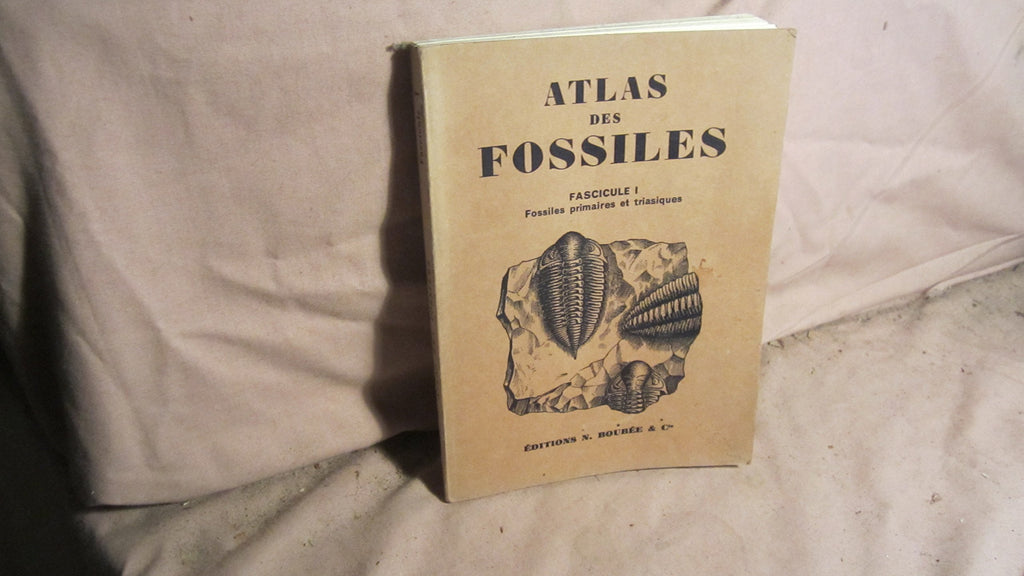 ATLAS
DES
FOSSILES
FASCICULE I
Fossiles primaires et triasiques
ÉDITIONS N. BOUBÉE & Cie